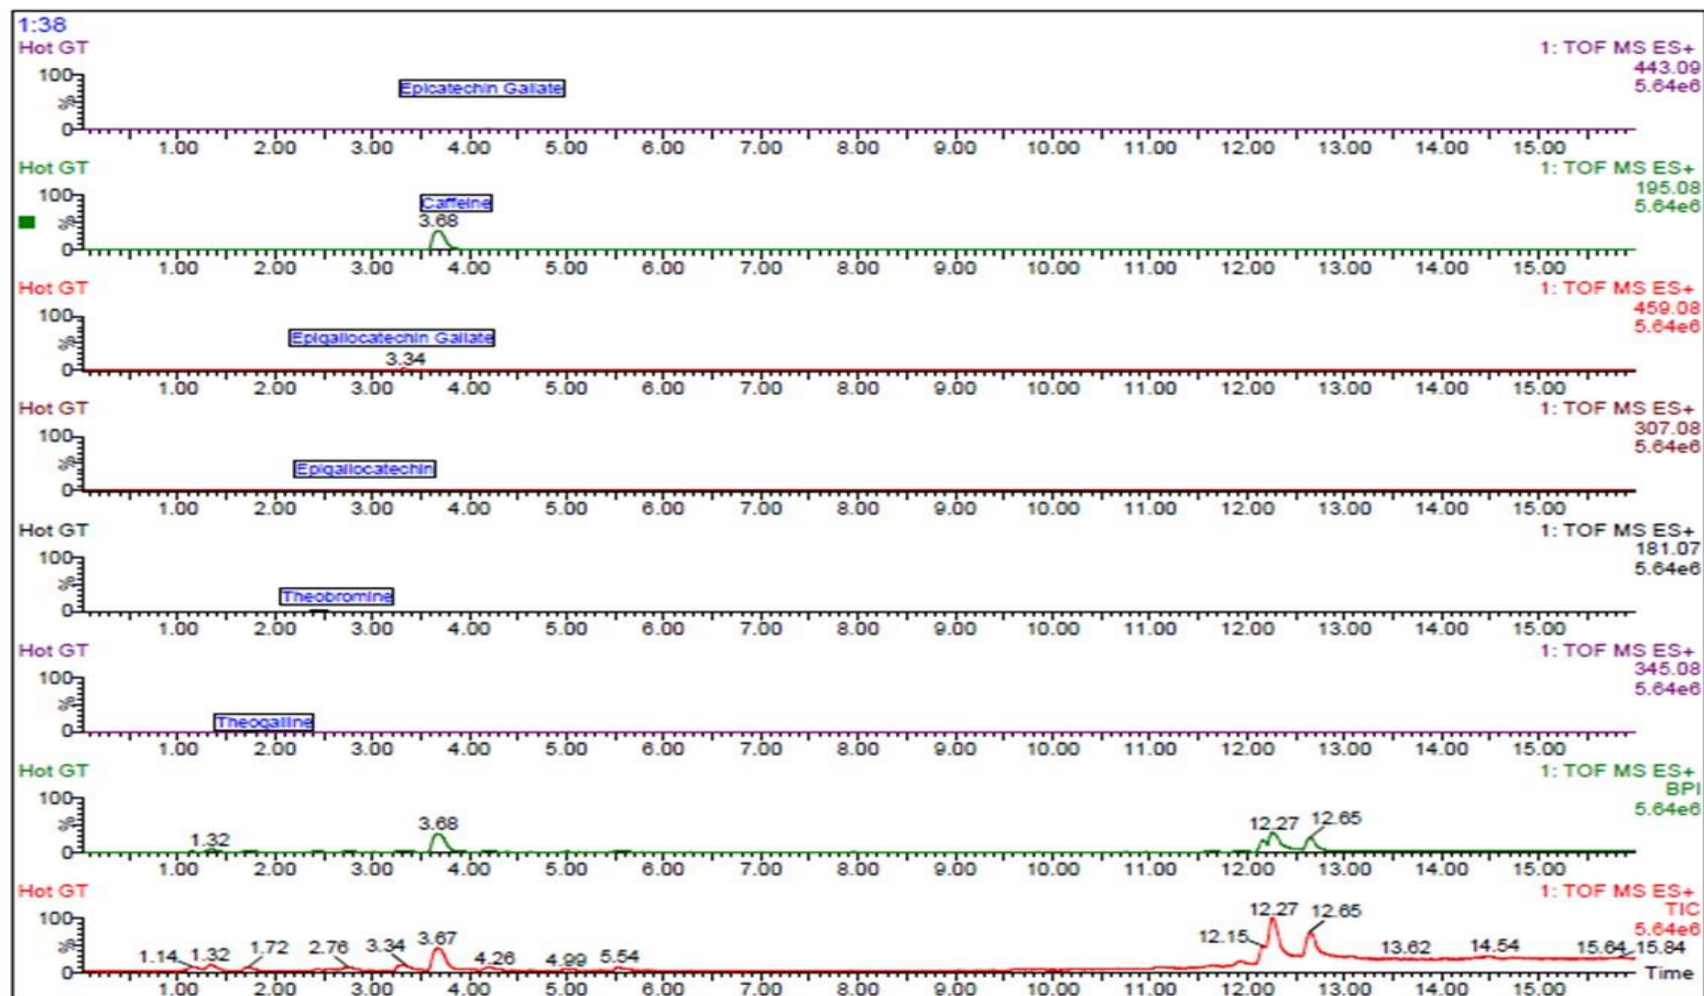 1:38
Hot GT
1: TOF MS ES+
443.09
5.64e6
Epicatechin Gallate
100
%
0
1.00 2.00 3.00 4.00 5.00 6.00 7.00 8.00 9.00 10.00 11.00 12.00 13.00 14.00 15.00
Hot GT
1: TOF MS ES+
195.08
5.64e6
Caffeine
3.68
100
%
0
1.00 2.00 3.00 4.00 5.00 6.00 7.00 8.00 9.00 10.00 11.00 12.00 13.00 14.00 15.00
Hot GT
1: TOF MS ES+
459.08
5.64e6
Epigallocatechin Gallate
3.34
100
%
0
1.00 2.00 3.00 4.00 5.00 6.00 7.00 8.00 9.00 10.00 11.00 12.00 13.00 14.00 15.00
Hot GT
1: TOF MS ES+
307.08
5.64e6
Epigallocatechin
100
%
0
1.00 2.00 3.00 4.00 5.00 6.00 7.00 8.00 9.00 10.00 11.00 12.00 13.00 14.00 15.00
Hot GT
1: TOF MS ES+
181.07
5.64e6
Theobromine
100
%
0
1.00 2.00 3.00 4.00 5.00 6.00 7.00 8.00 9.00 10.00 11.00 12.00 13.00 14.00 15.00
Hot GT
1: TOF MS ES+
345.08
5.64e6
Theogalline
100
%
0
1.00 2.00 3.00 4.00 5.00 6.00 7.00 8.00 9.00 10.00 11.00 12.00 13.00 14.00 15.00
Hot GT
1: TOF MS ES+
BPI
5.64e6
1.32 3.68 12.27 12.65
100
%
0
1.00 2.00 3.00 4.00 5.00 6.00 7.00 8.00 9.00 10.00 11.00 12.00 13.00 14.00 15.00
Hot GT
1: TOF MS ES+
TIC
5.64e6
1.14 1.32 1.72 2.76 3.34 3.67 4.26 4.99 5.54 12.15 12.27 12.65 13.62 14.54 15.64 15.84
100
%
0
Time
1.00 2.00 3.00 4.00 5.00 6.00 7.00 8.00 9.00 10.00 11.00 12.00 13.00 14.00 15.00